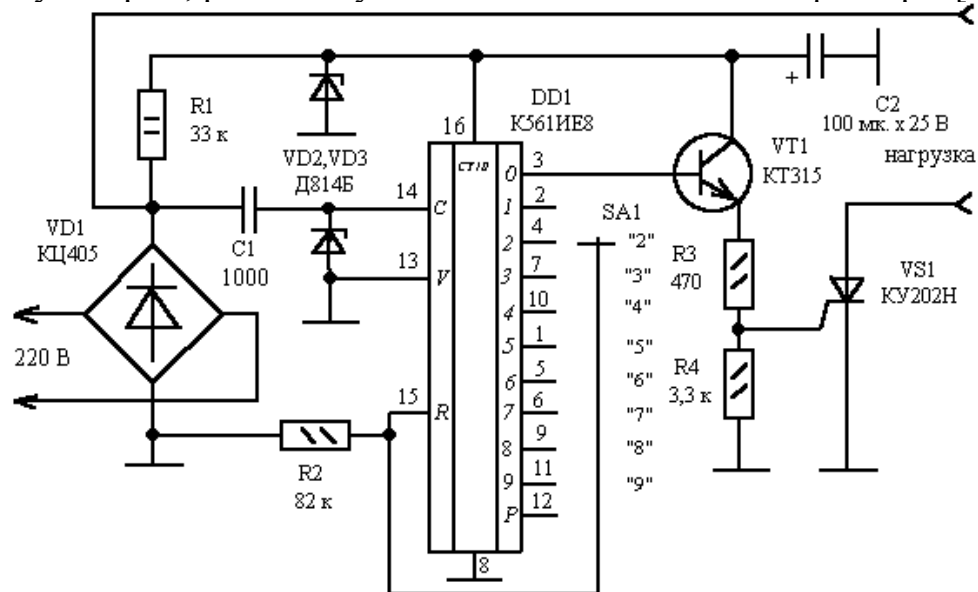 R1
33 к
VD2,VD3
Д814Б
+
C2
100 мк. x 25 В
DD1
К561ИЕ8
16
CT10
VT1
КТ315
нагрузка
VD1
КЦ405
C1
1000
14
C
13
V
15
R
0
3
1
2
2
4
3
7
4
10
5
1
6
5
7
6
8
9
9
11
P
12
8
SA1
"2"
"3"
"4"
"5"
"6"
"7"
"8"
"9"
R3
470
R4
3,3 к
VS1
КУ202Н
220 В
R2
82 к